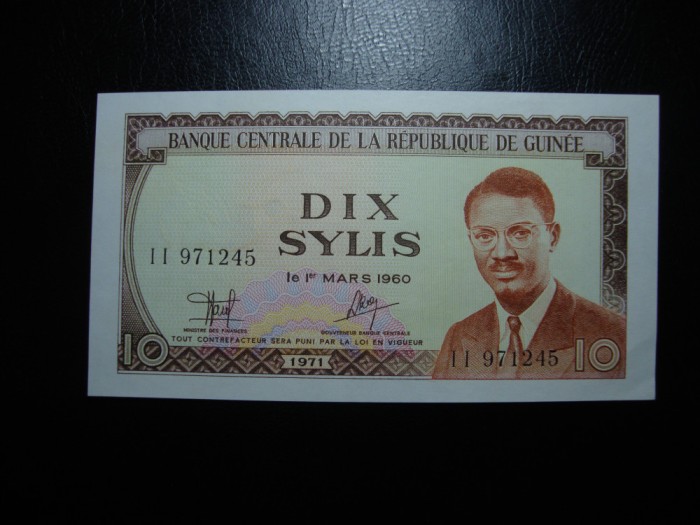 BANQUE CENTRALE DE LA RÉPUBLIQUE DE GUINÉE
DIX
SYLIS
II 971245
le 1er MARS 1960
MINISTRE DES FINANCES
GOUVERNEUR BANQUE CENTRALE
TOUT CONTREFACTEUR SERA PUNI PAR LA LOI EN VIGUEUR
II 971245
10
1971
10